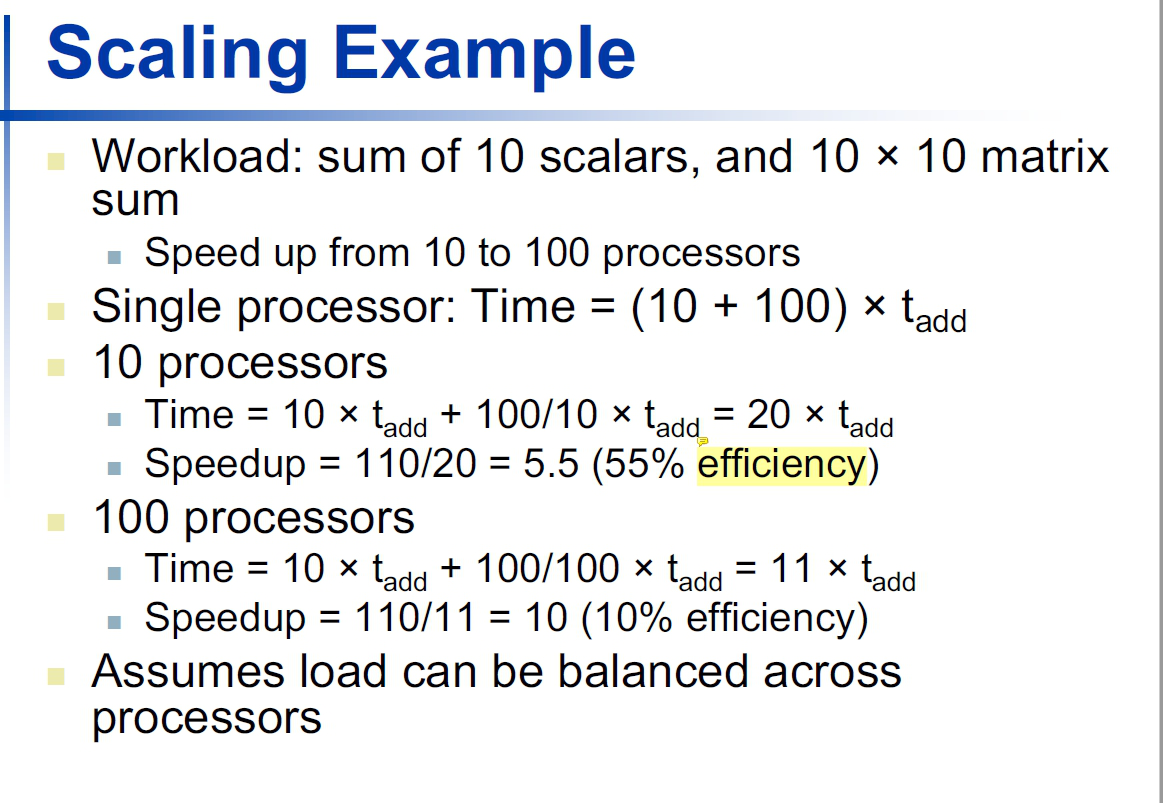 Scaling Example
Workload: sum of 10 scalars, and 10 × 10 matrix
sum
Speed up from 10 to 100 processors
Single processor: Time = (10 + 100) × tadd
10 processors
Time = 10 × tadd + 100/10 × tadd = 20 × tadd
Speedup = 110/20 = 5.5 (55% efficiency)
100 processors
Time = 10 × tadd + 100/100 × tadd = 11 × tadd
Speedup = 110/11 = 10 (10% efficiency)
Assumes load can be balanced across
processors